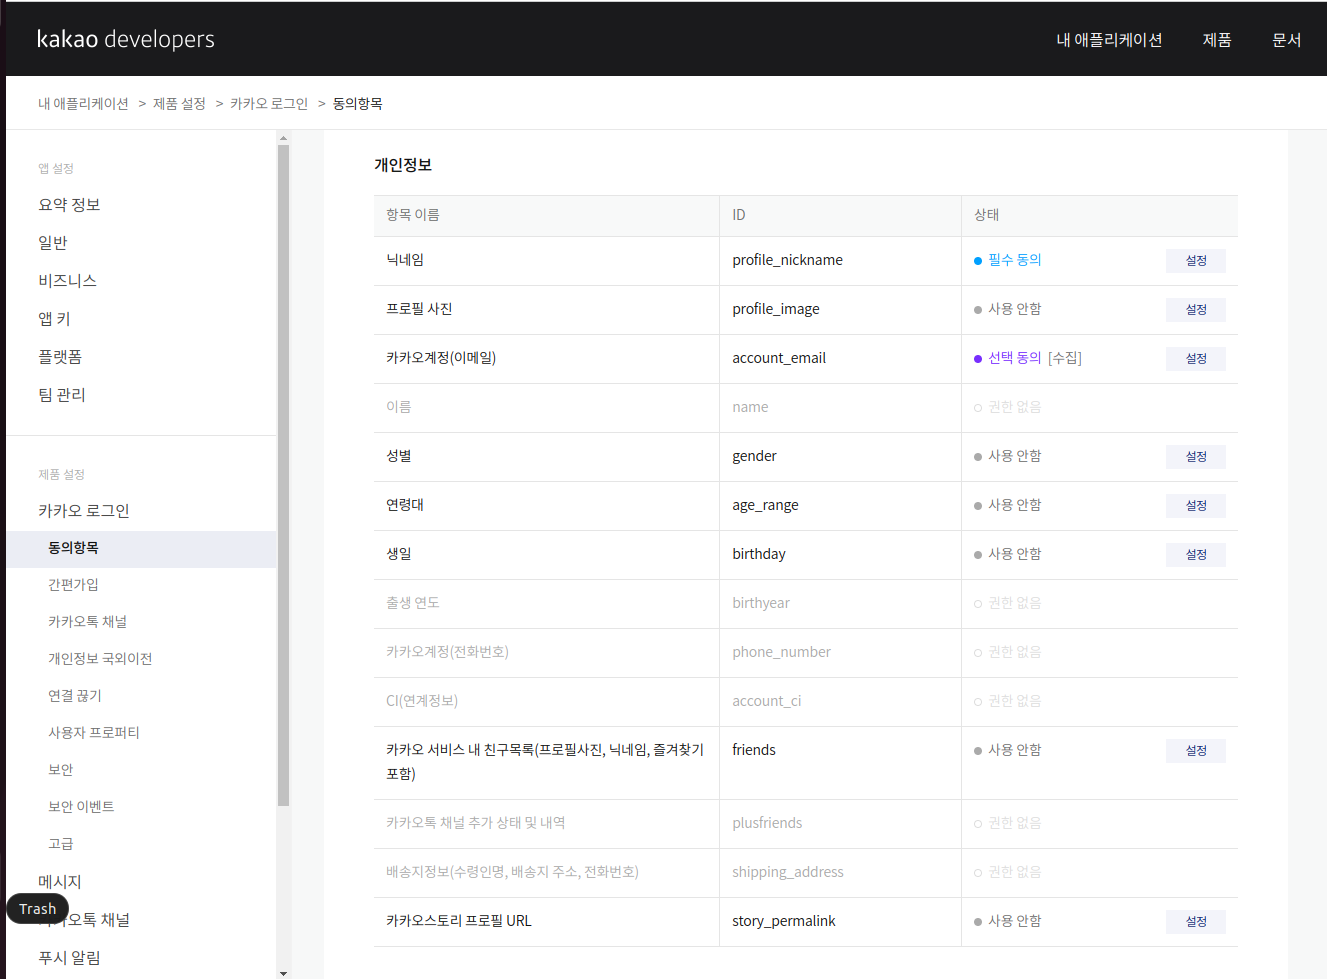 kakao developers
내 애플리케이션 제품 문서
내 애플리케이션 > 제품 설정 > 카카오 로그인 > 동의항목
앱 설정
요약 정보
일반
비즈니스
앱 키
플랫폼
팀 관리
제품 설정
카카오 로그인
동의항목
간편가입
카카오톡 채널
개인정보 국외이전
연결 끊기
사용자 프로퍼티
보안
보안 이벤트
고급
메시지
Trash
오톡 채널
푸시 알림
개인정보
항목 이름 ID 상태
닉네임 profile_nickname 필수 동의 설정
프로필 사진 profile_image 사용 안함 설정
카카오계정(이메일) account_email 선택 동의 [수집] 설정
이름 name 권한 없음
성별 gender 사용 안함 설정
연령대 age_range 사용 안함 설정
생일 birthday 사용 안함 설정
출생 연도 birthyear 권한 없음
카카오계정(전화번호) phone_number 권한 없음
CI(연계정보) account_ci 권한 없음
카카오 서비스 내 친구목록(프로필사진, 닉네임, 즐겨찾기 friends 사용 안함 설정
포함)
카카오톡 채널 추가 상태 및 내역 plusfriends 권한 없음
배송지정보(수령인명, 배송지 주소, 전화번호) shipping_address 권한 없음
카카오스토리 프로필 URL story_permalink 사용 안함 설정